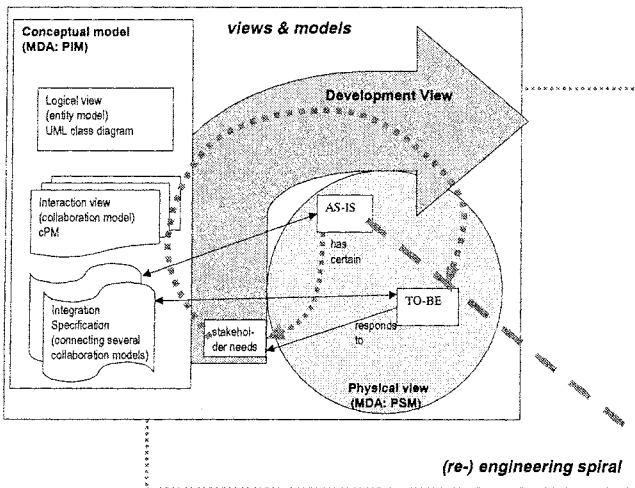 views & models
Conceptual model
(MDA: PIM)
Logical view
(entity model)
UML class diagram
Development View
Interaction view
(collaboration model)
cPM
AS-IS
has
certain
Integration
Specification
(connecting several
collaboration models)
TO-BE
stakehol-
der needs
responds
to
Physical view
(MDA: PSM)
(re-) engineering spiral